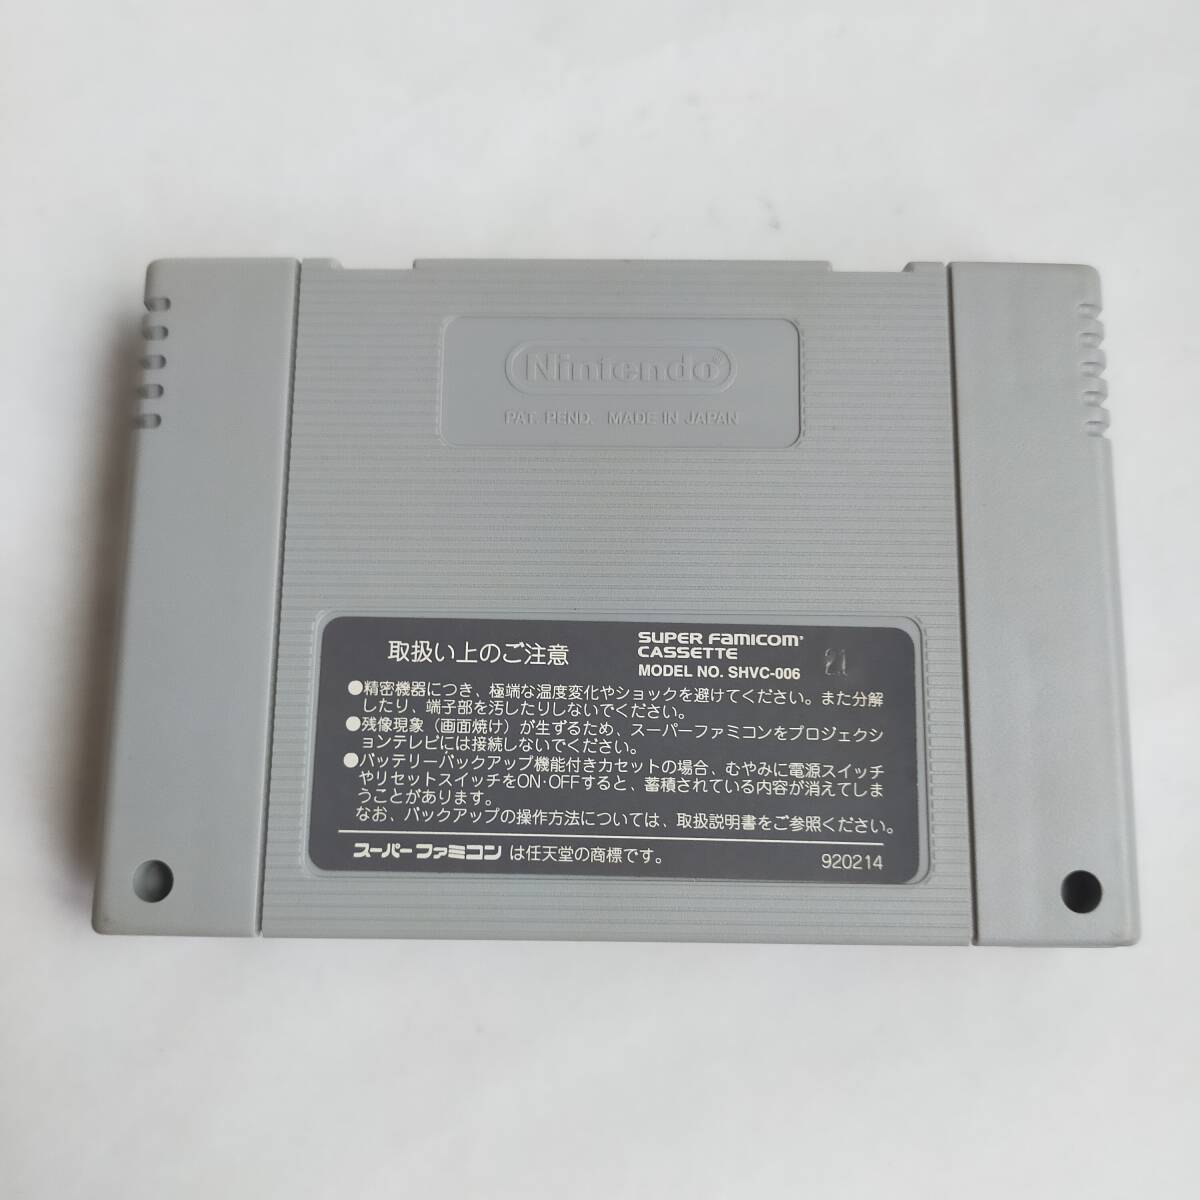 Nintendo®
PAT. PEND. MADE IN JAPAN
取扱い上のご注意
SUPER FAMICOM
CASSETTE
MODEL NO. SHVC-006
21
●精密機器につき、極端な温度変化やショックを避けてください。また分解
したり、端子部を汚したりしないでください。
●残像現象（画面焼け）が生ずるため、スーパーファミコンをプロジェクシ
ョンテレビには接続しないでください。
●バッテリーバックアップ機能付きカセットの場合、むやみに電源スイッチ
やリセットスイッチをON·OFFすると、蓄積されている内容が消えてしま
うことがあります。
なお、バックアップの操作方法については、取扱説明書をご参照ください。
スーパーファミコン は任天堂の商標です。
920214